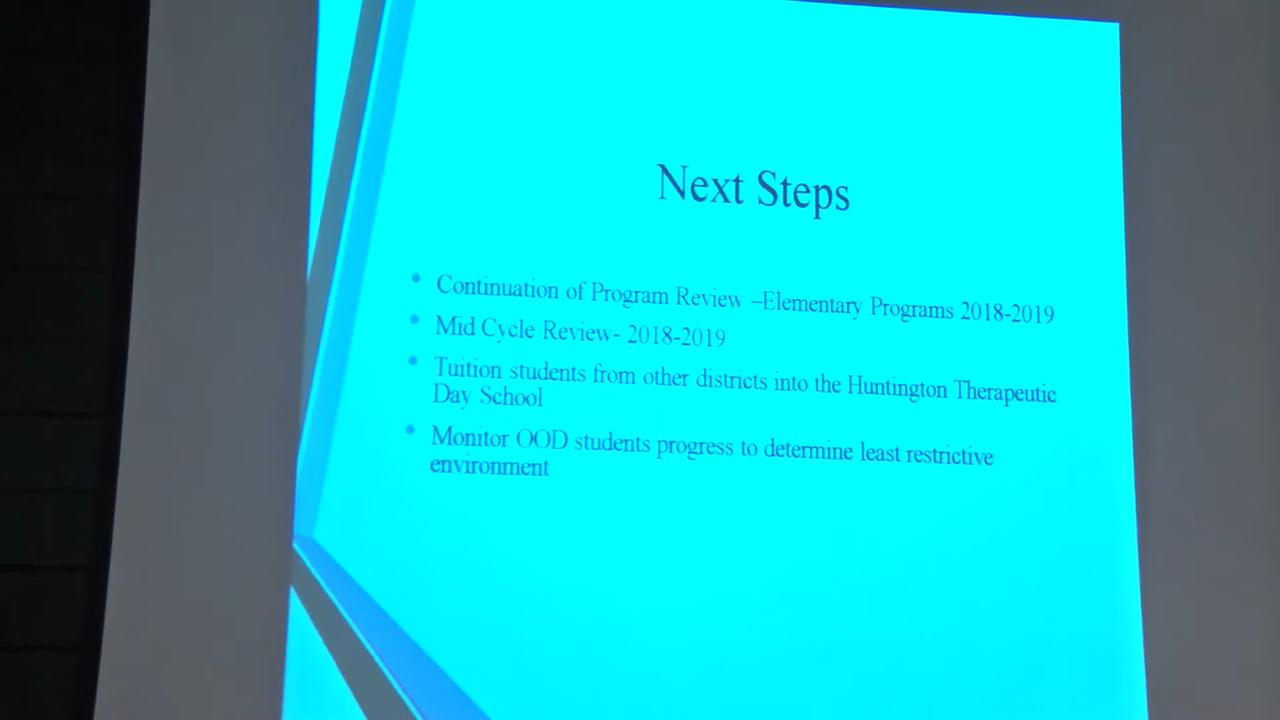 Next Steps
• Continuation of Program Review –Elementary Programs 2018-2019
• Mid Cycle Review- 2018-2019
• Tuition students from other districts into the Huntington Therapeutic
Day School
• Monitor OOD students progress to determine least restrictive
environment